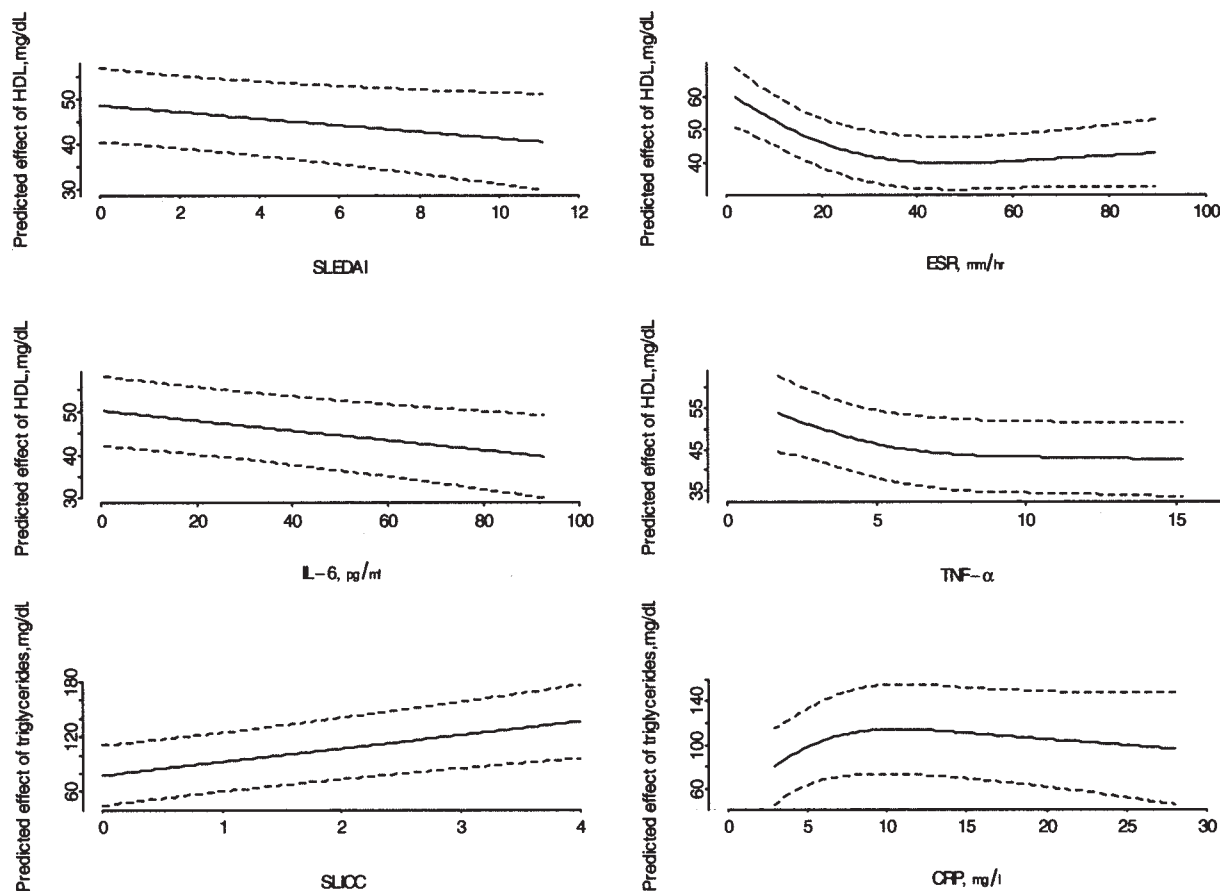 Predicted effect of HDL,mg/dL
50
40
30
0 2 4 6 8 10 12
SLEDAI
Predicted effect of HDL,mg/dL
60
50
40
0 20 40 60 80 100
ESR, mm/hr
Predicted effect of HDL,mg/dL
50
40
30
0 20 40 60 80 100
IL-6, pg/ml
Predicted effect of HDL,mg/dL
55
45
35
0 5 10 15
TNF-α
Predicted effect of triglycerides,mg/dL
180
120
60
0 1 2 3 4
SLICC
Predicted effect of triglycerides,mg/dL
140
100
60
0 5 10 15 20 25 30
CRP, mg/l